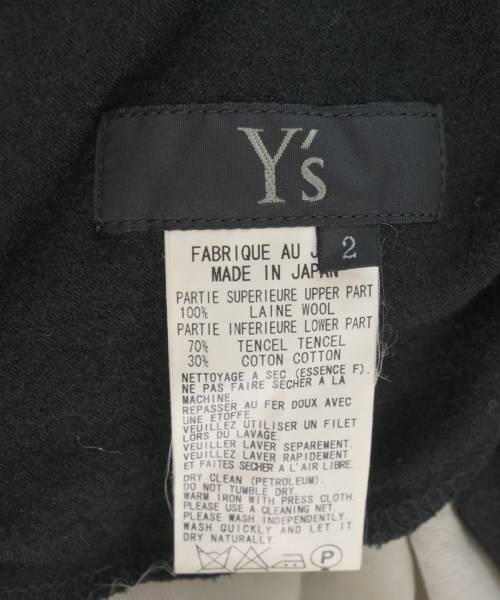 Y's
2
FABRIQUE AU J
MADE IN JAPAN
PARTIE SUPERIEURE UPPER PART
100% LAINE WOOL
PARTIE INFERIEURE LOWER PART
70% TENCEL TENCEL
30% COTON COTTON
NETTOYAGE A SEC (ESSENCE F).
NE PAS FAIRE SECHER A LA
MACHINE.
REPASSER AU FER DOUX AVEC
UNE ETOFFE.
VEUILLEZ UTILISER UN FILET
LORS DU LAVAGE.
VEUILLER LAVER SEPAREMENT.
VEUILLEZ LAVER RAPIDEMENT
ET FAITES SECHER A L'AIR LIBRE.
DRY CLEAN (PETROLEUM).
DO NOT TUMBLE DRY
WARM IRON WITH PRESS CLOTH.
PLEASE USE A CLEANING NET.
PLEASE WASH INDEPENDENTLY.
WASH QUICKLY AND LET IT
DRY NATURALLY.
P